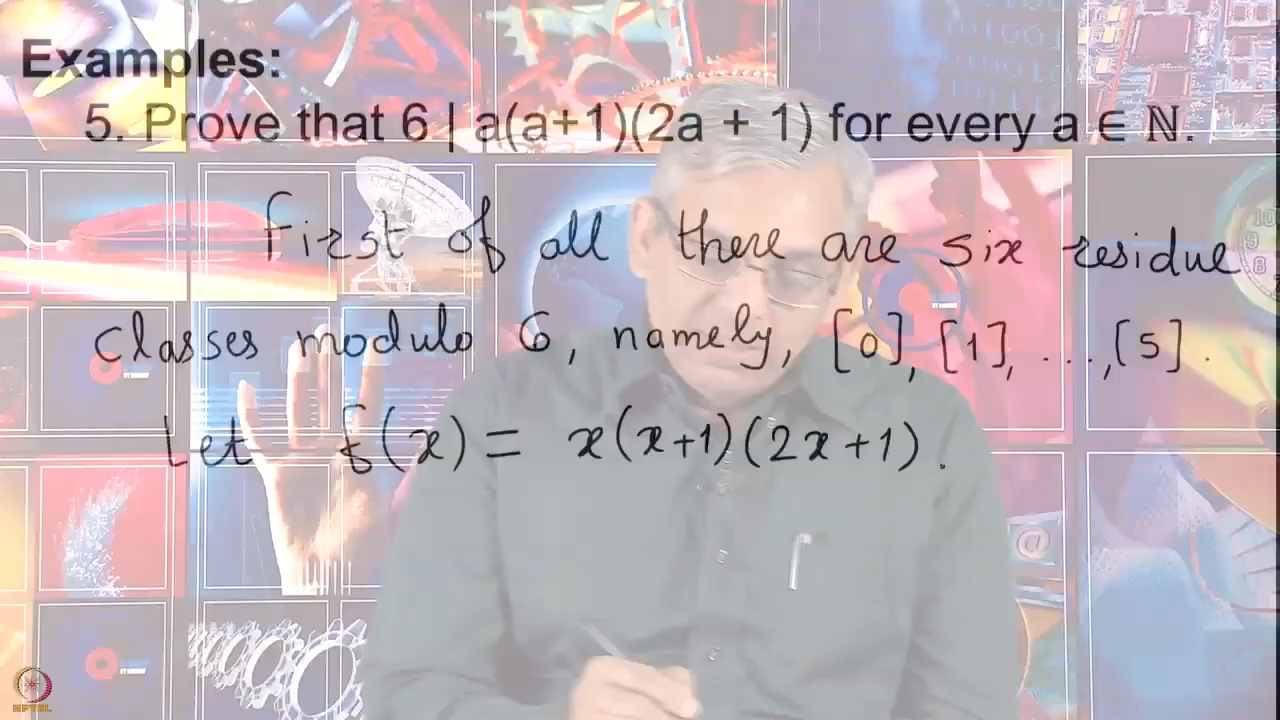 Examples:
5. Prove that 6 | a(a+1)(2a + 1) for every a ∈ ℕ.
First of all there are six residue
classes modulo 6, namely, [0], [1], ..., [5].
Let f(x) = x(x+1)(2x+1).
NPTEL